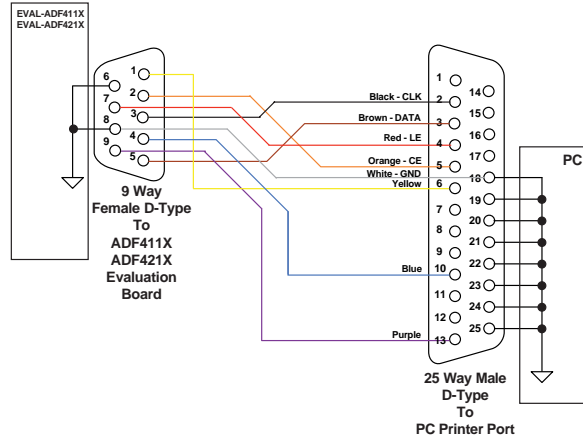 EVAL-ADF411X
EVAL-ADF421X
6
7
8
9
1
2
3
4
5
9 Way
Female D-Type
To
ADF411X
ADF421X
Evaluation
Board
Black - CLK
Brown - DATA
Red - LE
Orange - CE
White - GND
Yellow
Blue
Purple
1
2
3
4
5
6
7
8
9
10
11
12
13
14
15
16
17
18
19
20
21
22
23
24
25
PC
25 Way Male
D-Type
To
PC Printer Port